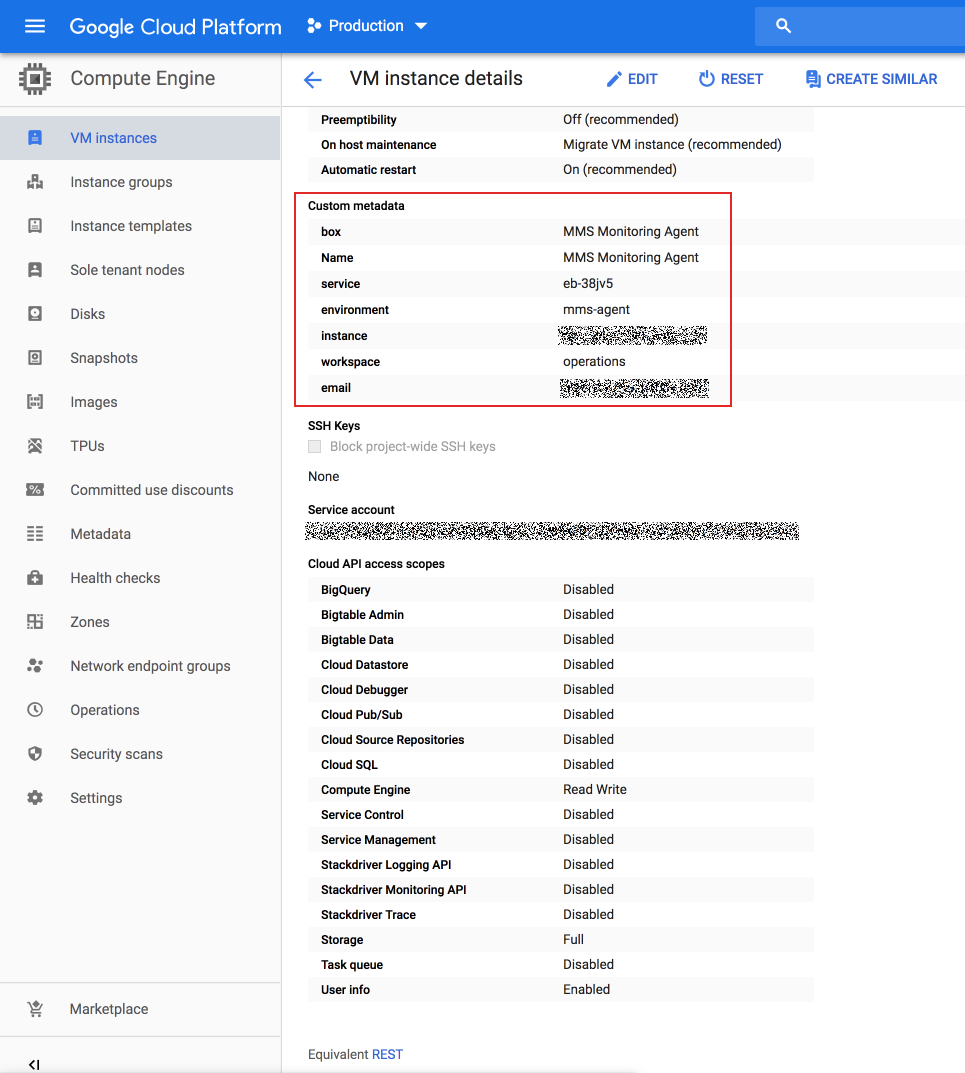 Google Cloud Platform Production
Compute Engine
VM instances
Instance groups
Instance templates
Sole tenant nodes
Disks
Snapshots
Images
TPUs
Committed use discounts
Metadata
Health checks
Zones
Network endpoint groups
Operations
Security scans
Settings
Marketplace
VM instance details EDIT RESET CREATE SIMILAR
Preemptibility Off (recommended)
On host maintenance Migrate VM instance (recommended)
Automatic restart On (recommended)
Custom metadata
box MMS Monitoring Agent
Name MMS Monitoring Agent
service eb-38jv5
environment mms-agent
instance
workspace operations
email
SSH Keys
Block project-wide SSH keys
None
Service account
Cloud API access scopes
BigQuery Disabled
Bigtable Admin Disabled
Bigtable Data Disabled
Cloud Datastore Disabled
Cloud Debugger Disabled
Cloud Pub/Sub Disabled
Cloud Source Repositories Disabled
Cloud SQL Disabled
Compute Engine Read Write
Service Control Disabled
Service Management Disabled
Stackdriver Logging API Disabled
Stackdriver Monitoring API Disabled
Stackdriver Trace Disabled
Storage Full
Task queue Disabled
User info Enabled
Equivalent REST